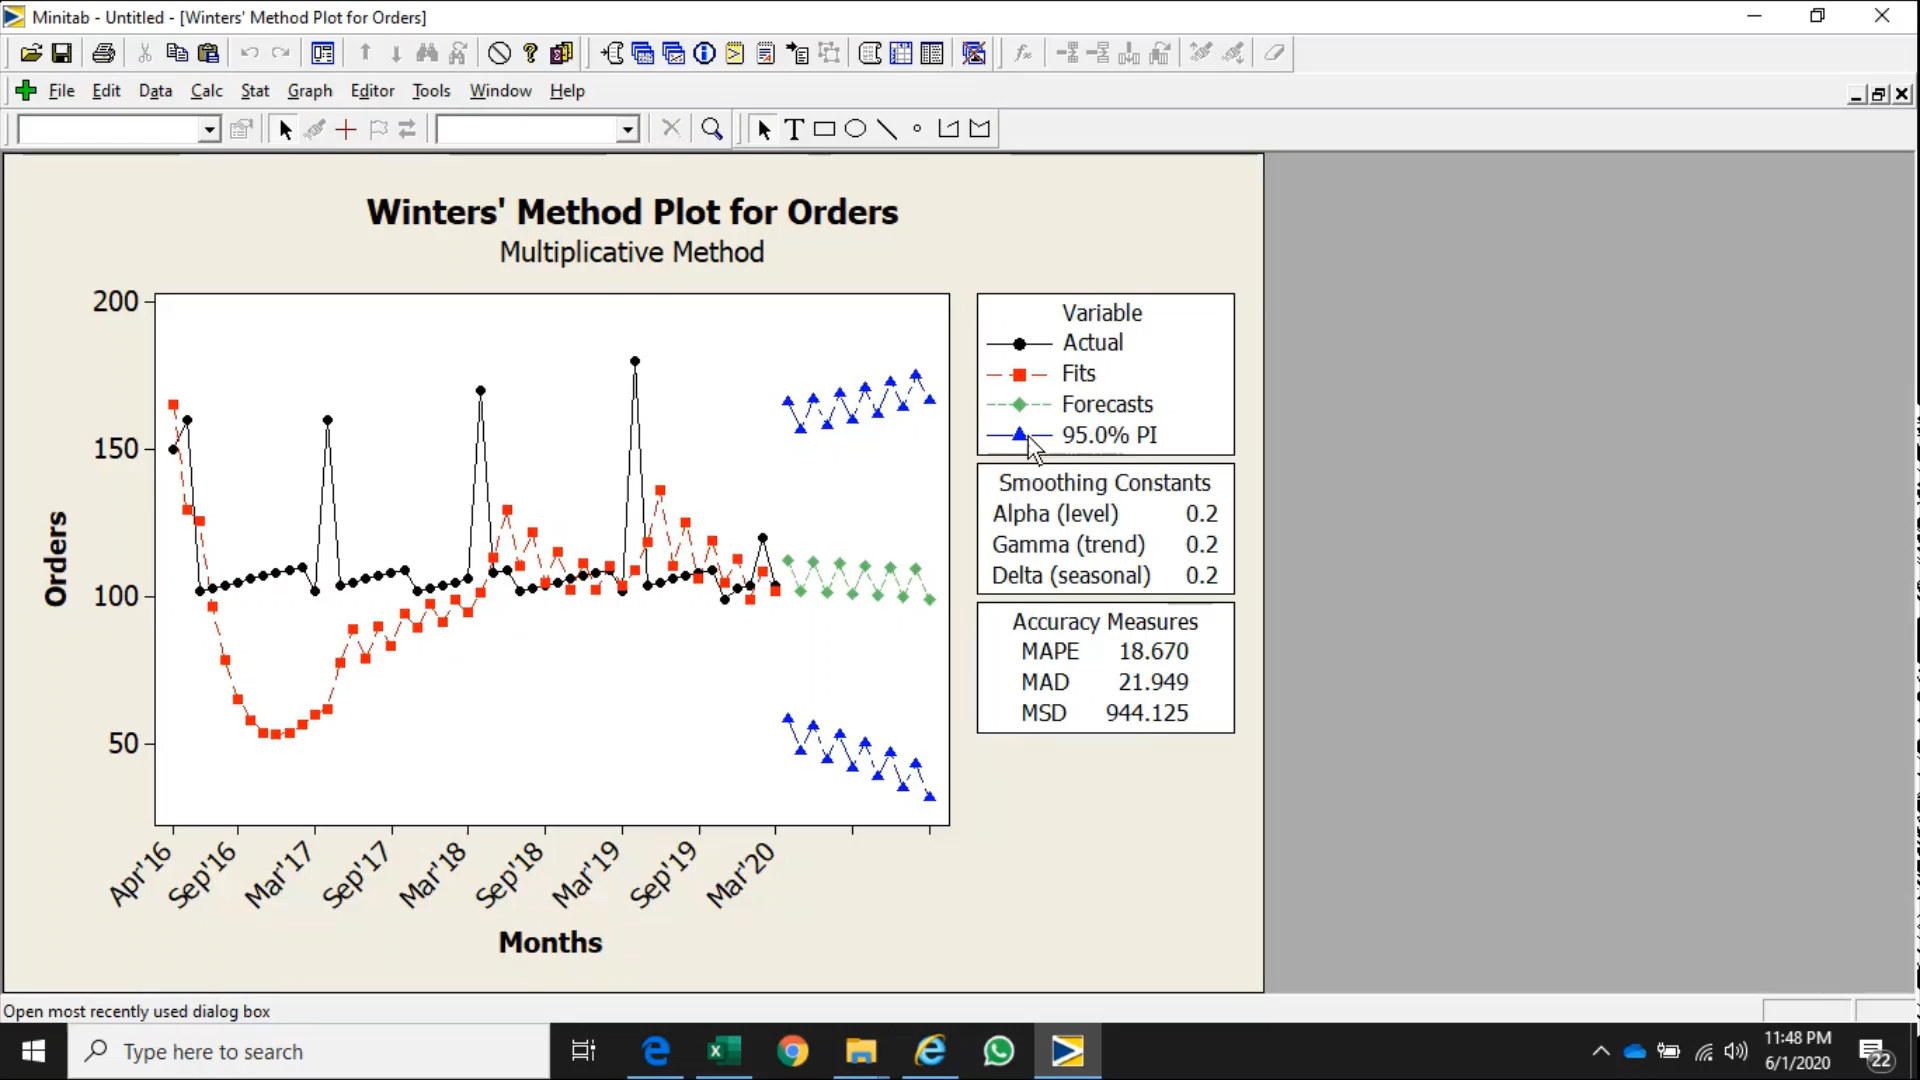 Minitab - Untitled - [Winters' Method Plot for Orders]
File Edit Data Calc Stat Graph Editor Tools Window Help
Winters' Method Plot for Orders
Multiplicative Method
200
150
100
50
Orders
Apr'16
Sep'16
Mar'17
Sep'17
Mar'18
Sep'18
Mar'19
Sep'19
Mar'20
Months
Variable
Actual
Fits
Forecasts
95.0% PI
Smoothing Constants
Alpha (level) 0.2
Gamma (trend) 0.2
Delta (seasonal) 0.2
Accuracy Measures
MAPE 18.670
MAD 21.949
MSD 944.125
Open most recently used dialog box
Type here to search
11:48 PM
6/1/2020
22